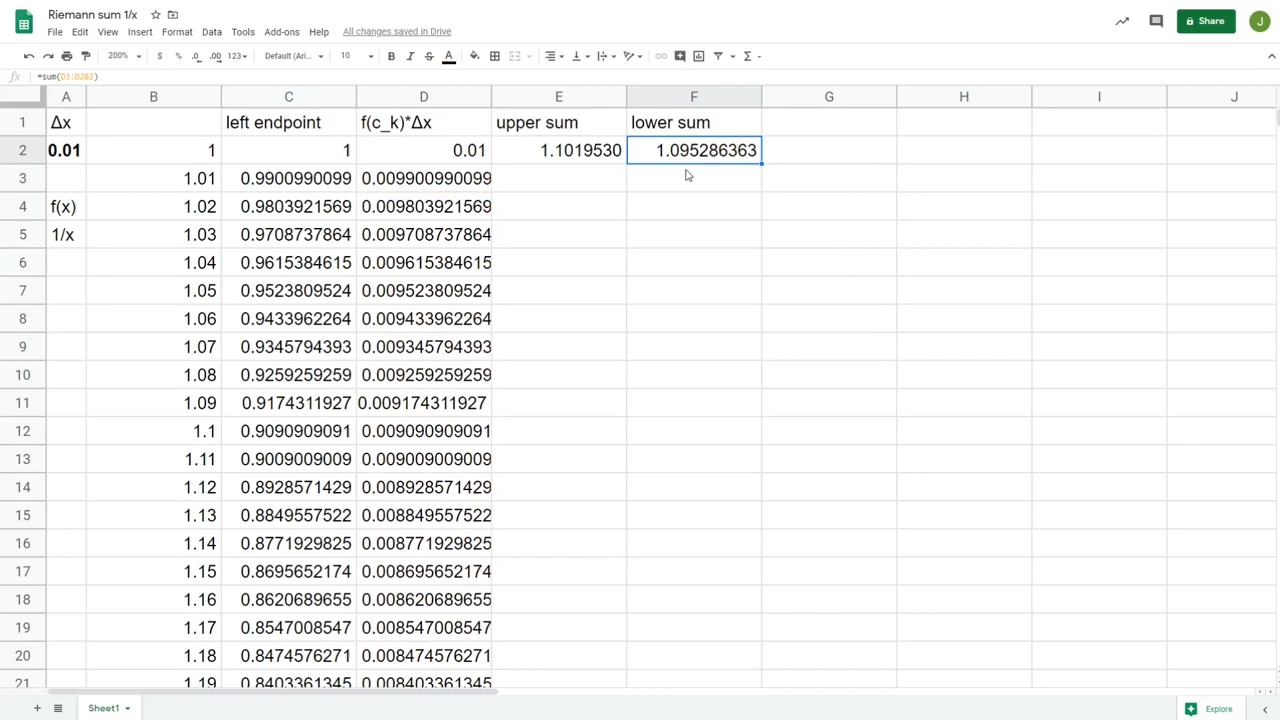 Riemann sum 1/x
File Edit View Insert Format Data Tools Add-ons Help All changes saved in Drive
Share
J
200% $ % .0 .00 123 Default (Ari... 10 B I S A Σ
fx =sum(D3:D202)
A B C D E F G H I J
1 Δx left endpoint f(c_k)*Δx upper sum lower sum
2 0.01 1 1 0.01 1.1019530 1.095286363
3 1.01 0.9900990099 0.009900990099
4 f(x) 1.02 0.9803921569 0.009803921569
5 1/x 1.03 0.9708737864 0.009708737864
6 1.04 0.9615384615 0.009615384615
7 1.05 0.9523809524 0.009523809524
8 1.06 0.9433962264 0.009433962264
9 1.07 0.9345794393 0.009345794393
10 1.08 0.9259259259 0.009259259259
11 1.09 0.9174311927 0.009174311927
12 1.1 0.9090909091 0.009090909091
13 1.11 0.9009009009 0.009009009009
14 1.12 0.8928571429 0.008928571429
15 1.13 0.8849557522 0.008849557522
16 1.14 0.8771929825 0.008771929825
17 1.15 0.8695652174 0.008695652174
18 1.16 0.8620689655 0.008620689655
19 1.17 0.8547008547 0.008547008547
20 1.18 0.8474576271 0.008474576271
21 1.19 0.8403361345 0.008403361345
+ Sheet1 Explore